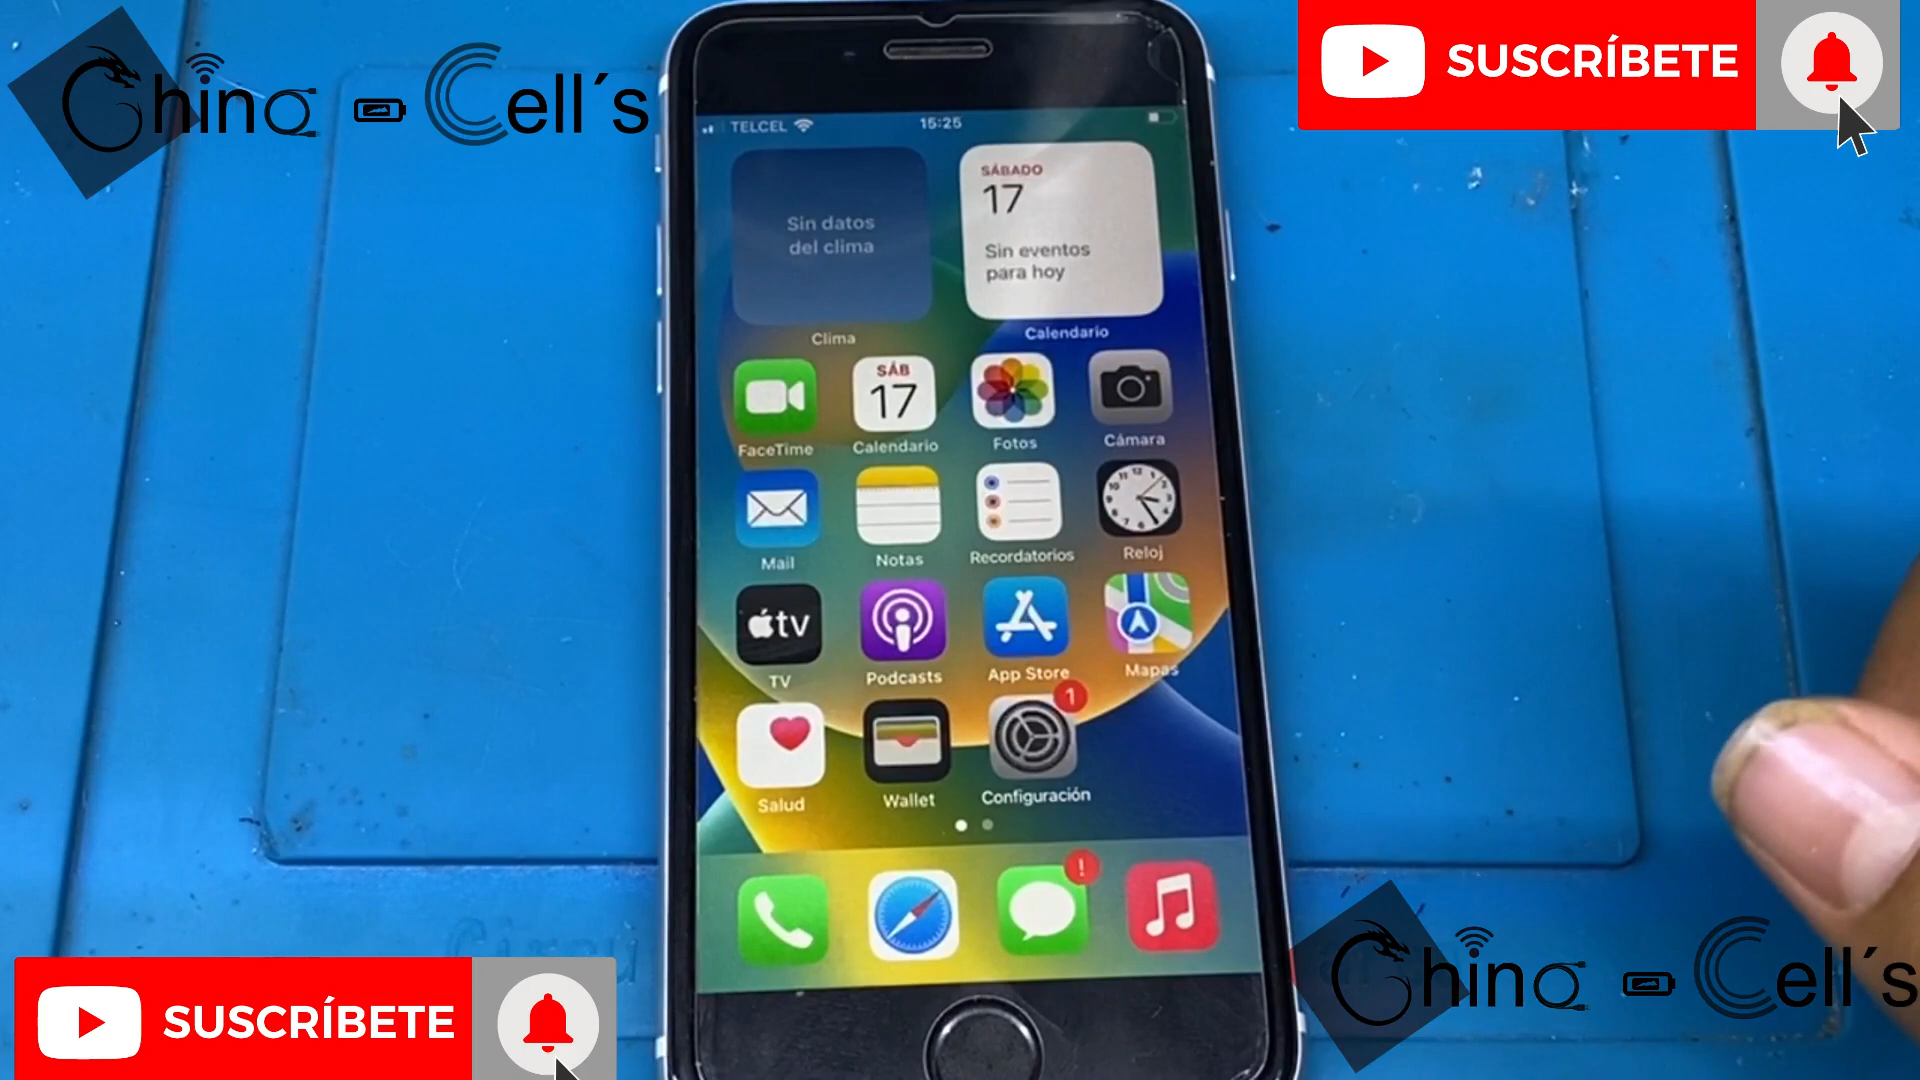 China - Cell´s
SUSCRÍBETE
TELCEL
15:25
Sin datos
del clima
Clima
SÁBADO
17
Sin eventos
para hoy
Calendario
FaceTime
SÁB
17
Calendario
Fotos
Cámara
Mail
Notas
Recordatorios
Reloj
tv
TV
Podcasts
App Store
Mapas
Salud
Wallet
1
Configuración
!
SUSCRÍBETE
China - Cell´s